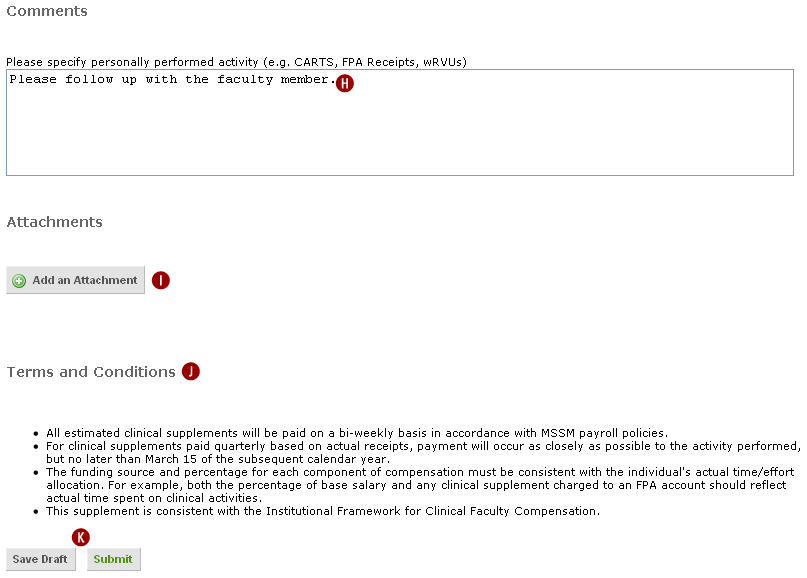 Comments
Please specify personally performed activity (e.g. CARTS, FPA Receipts, wRVUs)
Please follow up with the faculty member. H
Attachments
Add an Attachment I
Terms and Conditions J
All estimated clinical supplements will be paid on a bi-weekly basis in accordance with MSSM payroll policies.
For clinical supplements paid quarterly based on actual receipts, payment will occur as closely as possible to the activity performed,
but no later than March 15 of the subsequent calendar year.
The funding source and percentage for each component of compensation must be consistent with the individual's actual time/effort
allocation. For example, both the percentage of base salary and any clinical supplement charged to an FPA account should reflect
actual time spent on clinical activities.
This supplement is consistent with the Institutional Framework for Clinical Faculty Compensation.
K
Save Draft Submit